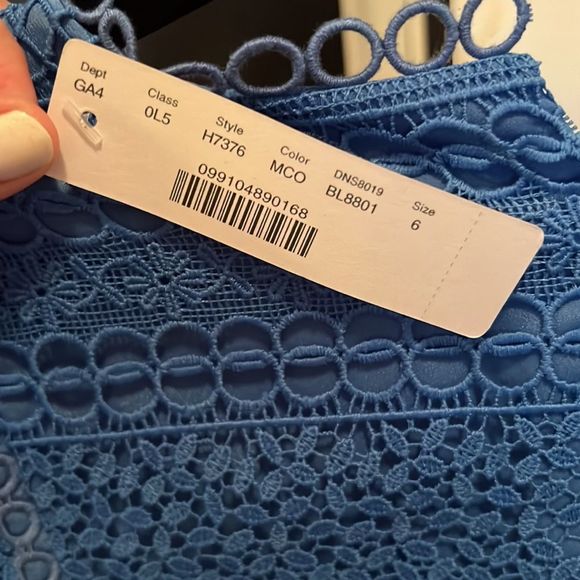 Dept Class Style Color DNS8019 Size
GA4 0L5 H7376 MCO BL8801 6
099104890168